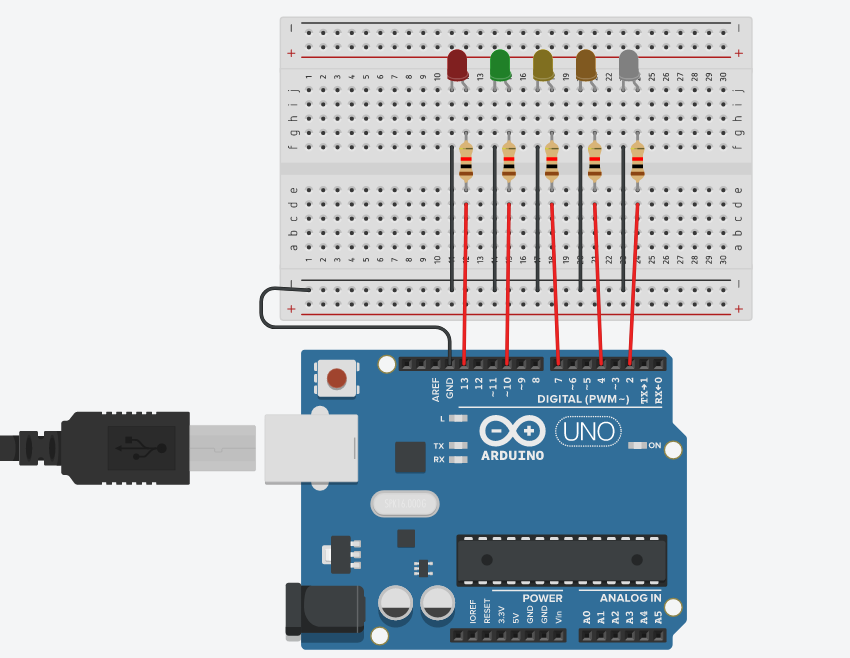 − −
+ +
1 2 3 4 5 6 7 8 9 10 11 12 13 14 15 16 17 18 19 20 21 22 23 24 25 26 27 28 29 30
j j
i i
h h
g g
f f
e e
d d
c c
b b
a a
1 2 3 4 5 6 7 8 9 10 11 12 13 14 15 16 17 18 19 20 21 22 23 24 25 26 27 28 29 30
− −
+ +
AREF GND 13 12 ~11 ~10 ~9 8 7 ~6 ~5 4 ~3 2 TX→1 RX←0
DIGITAL (PWM~)
L
TX
RX
UNO
ON
ARDUINO
POWER ANALOG IN
IOREF RESET 3.3V 5V GND GND Vin A0 A1 A2 A3 A4 A5